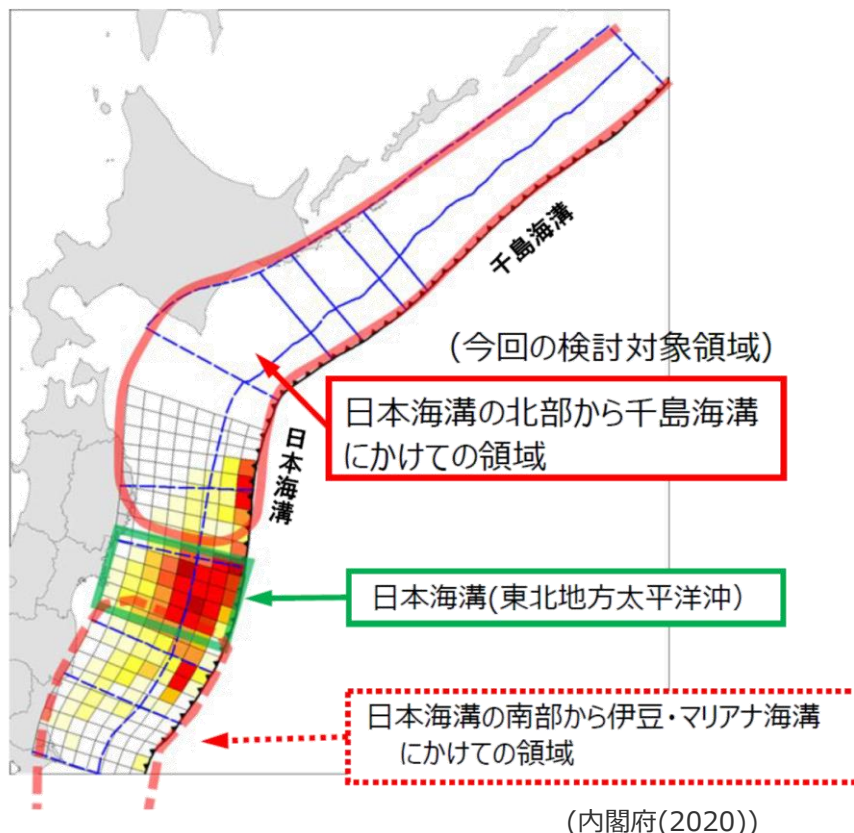 千島海溝
(今回の検討対象領域)
日本海溝の北部から千島海溝
にかけての領域
日本海溝
日本海溝(東北地方太平洋沖)
日本海溝の南部から伊豆・マリアナ海溝
にかけての領域
(内閣府(2020))